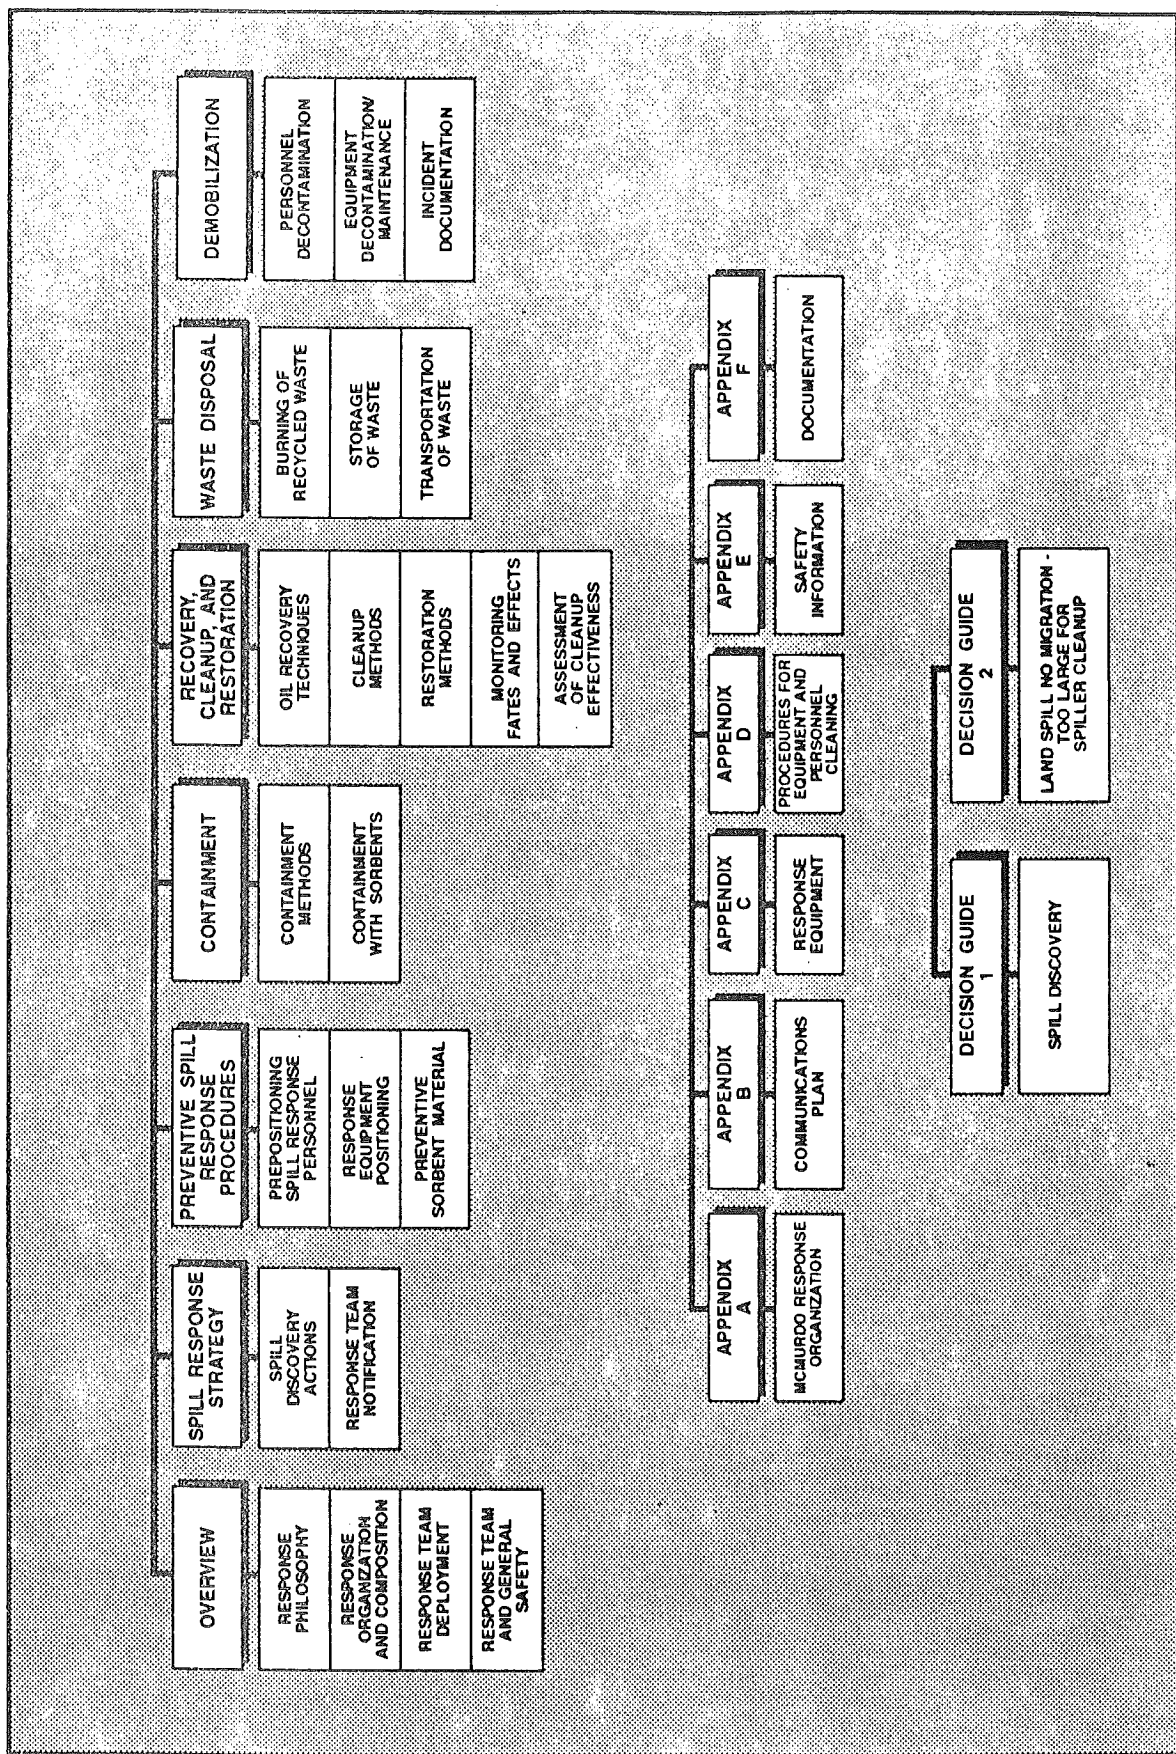 OVERVIEW
RESPONSE
PHILOSOPHY
RESPONSE
ORGANIZATION
AND COMPOSITION
RESPONSE TEAM
DEPLOYMENT
RESPONSE TEAM
AND GENERAL
SAFETY
SPILL RESPONSE
STRATEGY
SPILL
DISCOVERY
ACTIONS
RESPONSE TEAM
NOTIFICATION
PREVENTIVE SPILL
RESPONSE
PROCEDURES
PREPOSITIONING
SPILL RESPONSE
PERSONNEL
RESPONSE
EQUIPMENT
POSITIONING
PREVENTIVE
SORBENT MATERIAL
CONTAINMENT
CONTAINMENT
METHODS
CONTAINMENT
WITH SORBENTS
RECOVERY,
CLEANUP, AND
RESTORATION
OIL RECOVERY
TECHNIQUES
CLEANUP
METHODS
RESTORATION
METHODS
MONITORING
FATES AND EFFECTS
ASSESSMENT
OF CLEANUP
EFFECTIVENESS
WASTE DISPOSAL
BURNING OF
RECYCLED WASTE
STORAGE
OF WASTE
TRANSPORTATION
OF WASTE
DEMOBILIZATION
PERSONNEL
DECONTAMINATION
EQUIPMENT
DECONTAMINATION/
MAINTENANCE
INCIDENT
DOCUMENTATION
APPENDIX
A
MCMURDO RESPONSE
ORGANIZATION
APPENDIX
B
COMMUNICATIONS
PLAN
APPENDIX
C
RESPONSE
EQUIPMENT
APPENDIX
D
PROCEDURES FOR
EQUIPMENT AND
PERSONNEL
CLEANING
APPENDIX
E
SAFETY
INFORMATION
APPENDIX
F
DOCUMENTATION
DECISION GUIDE
1
SPILL DISCOVERY
DECISION GUIDE
2
LAND SPILL NO MIGRATION -
TOO LARGE FOR
SPILLER CLEANUP